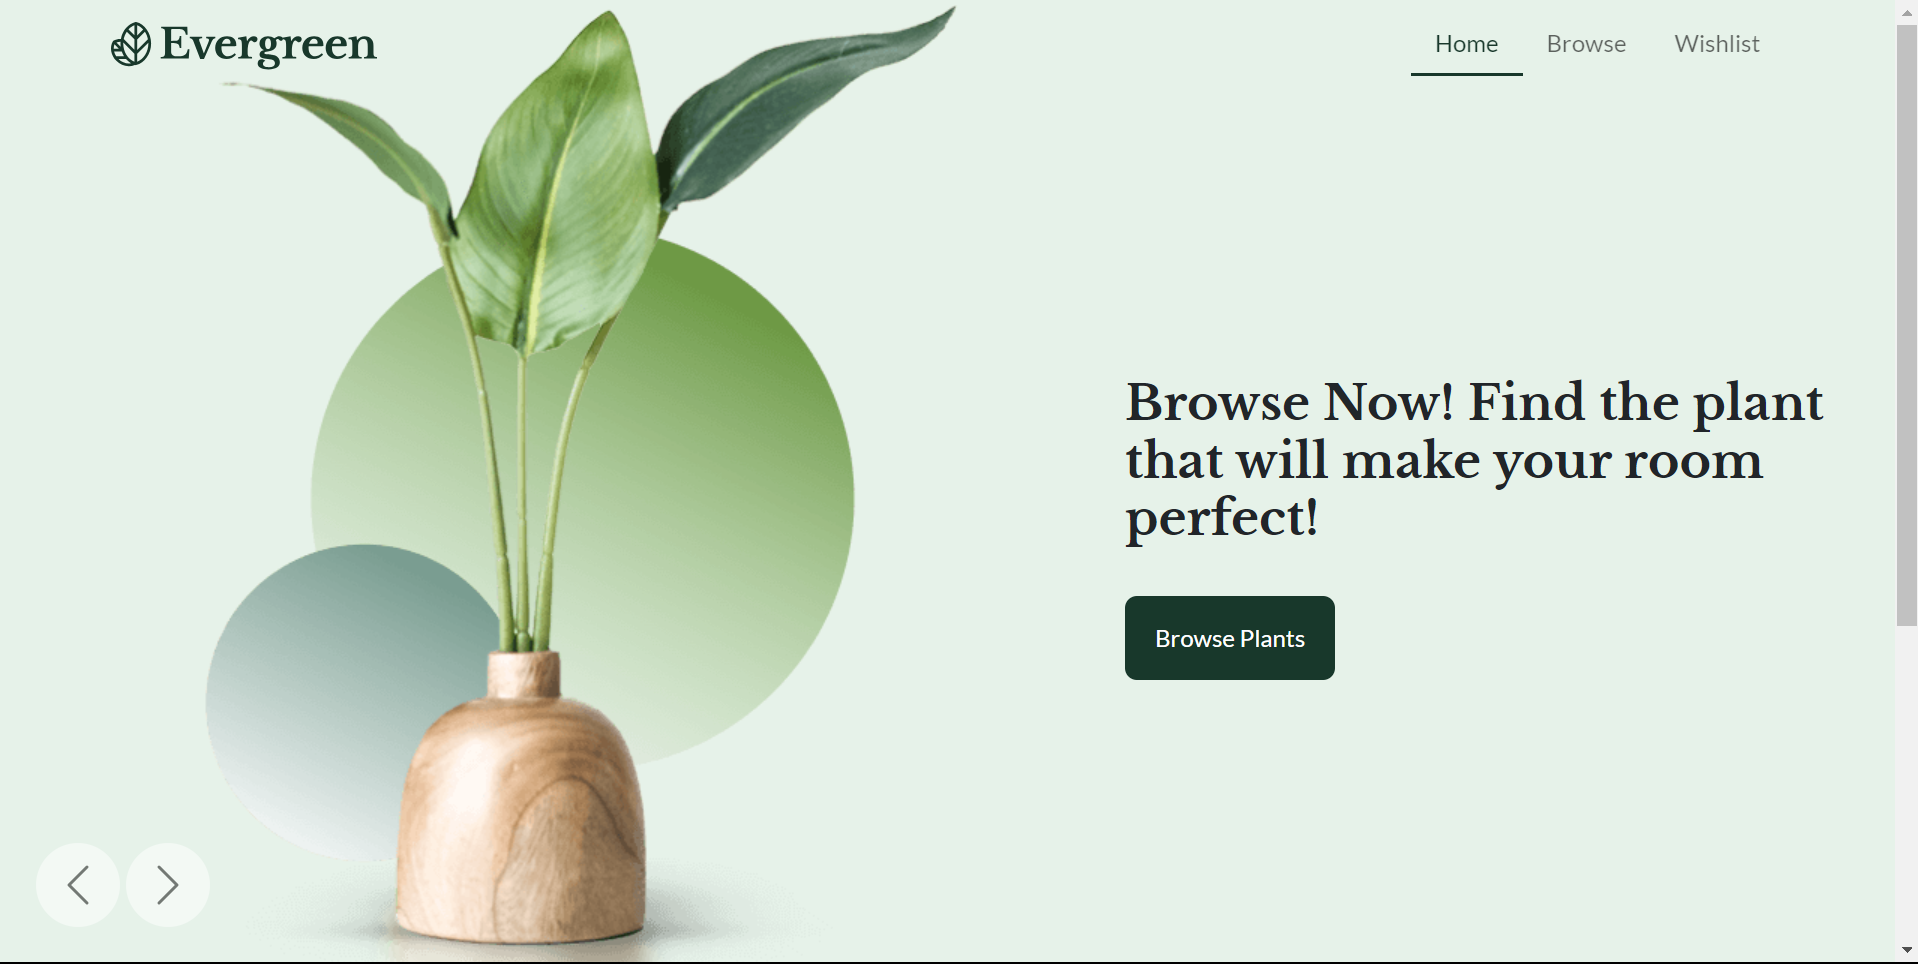 Evergreen
Home
Browse
Wishlist
Browse Now! Find the plant
that will make your room
perfect!
Browse Plants